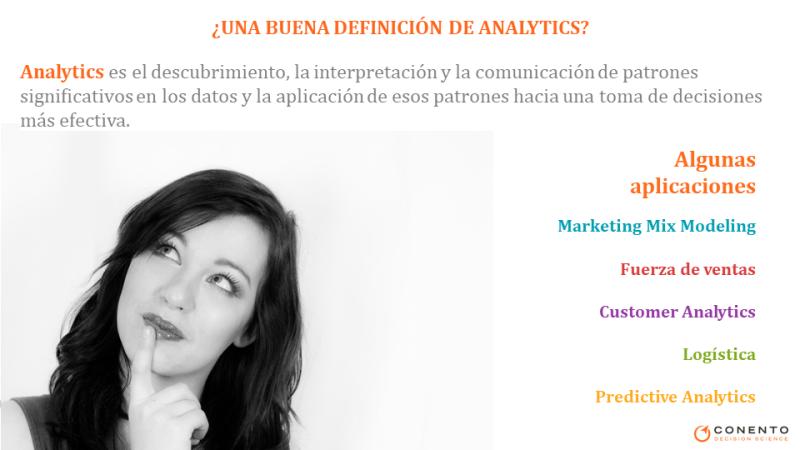 ¿UNA BUENA DEFINICIÓN DE ANALYTICS?
Analytics es el descubrimiento, la interpretación y la comunicación de patrones
significativos en los datos y la aplicación de esos patrones hacia una toma de decisiones
más efectiva.
Algunas
aplicaciones
Marketing Mix Modeling
Fuerza de ventas
Customer Analytics
Logística
Predictive Analytics
CONENTO
DECISION SCIENCE